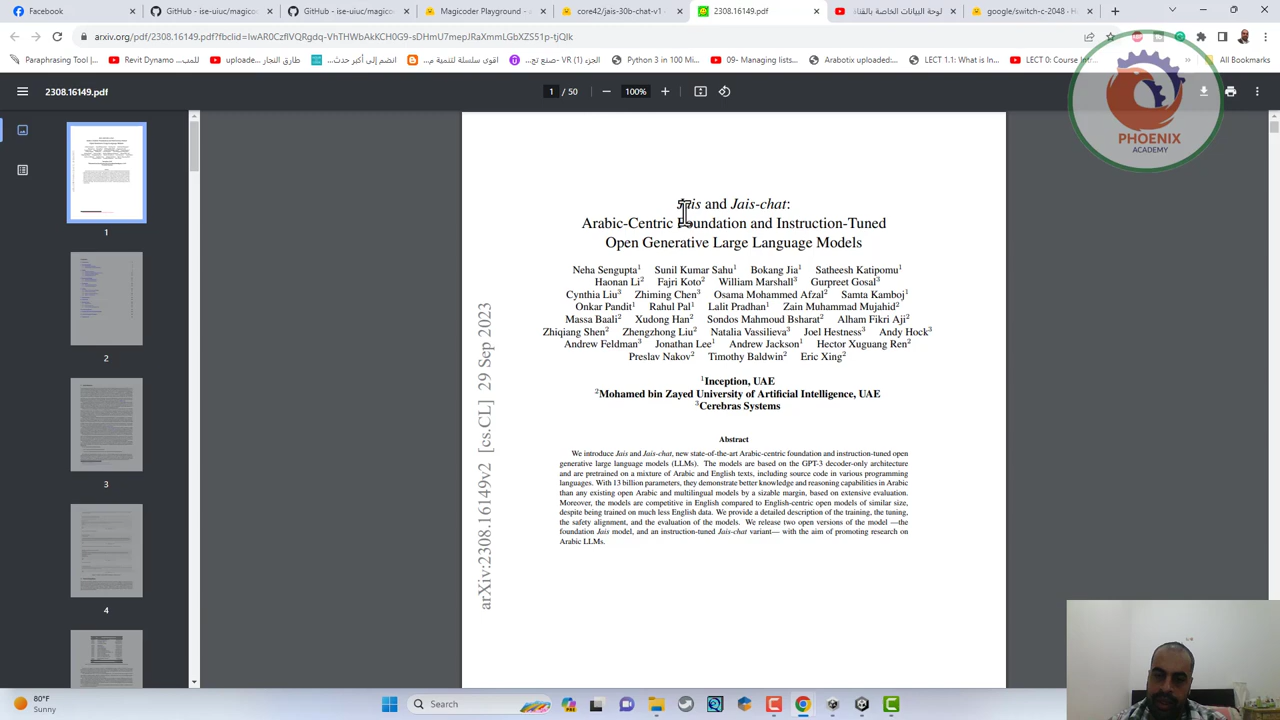 Facebook
GitHub - ise-uiuc/magico
GitHub - ise-uiuc/magico
Magicoder Playground - a
core42/jais-30b-chat-v1 -
2308.16149.pdf
لوحة البيانات الخاصة بالقناة
google/switch-c-2048 · H
arxiv.org/pdf/2308.16149.pdf?fbclid=IwAR0CzflVQRgdq-VhTHWbAkKCH0G9-sDHmU7mepJRaXmmLGbXZS51p-tjQIk
Paraphrasing Tool |...
Revit Dynamo للمب...
uploade... طارق النجار
انضم إلى أكبر حدث...
اقوى سلسلة تصميم
الجزء (1) VR -صنع تج...
Python 3 in 100 Mi...
09- Managing lists...
Arabotix uploaded:...
LECT 1.1: What is In...
LECT 0: Course Intr...
»
All Bookmarks
2308.16149.pdf
1 / 50
100%
PHOENIX
ACADEMY
1
2
3
4
Jais and Jais-chat:
Arabic-Centric Foundation and Instruction-Tuned
Open Generative Large Language Models
Neha Sengupta1 Sunil Kumar Sahu1 Bokang Jia1 Satheesh Katipomu1
Haonan Li2 Fajri Koto2 William Marshall3 Gurpreet Gosal3
Cynthia Liu3 Zhiming Chen3 Osama Mohammed Afzal2 Samta Kamboj1
Onkar Pandit1 Rahul Pal1 Lalit Pradhan1 Zain Muhammad Mujahid2
Massa Baali2 Xudong Han2 Sondos Mahmoud Bsharat2 Alham Fikri Aji2
Zhiqiang Shen2 Zhengzhong Liu2 Natalia Vassilieva3 Joel Hestness3 Andy Hock3
Andrew Feldman3 Jonathan Lee1 Andrew Jackson1 Hector Xuguang Ren2
Preslav Nakov2 Timothy Baldwin2 Eric Xing2
1Inception, UAE
2Mohamed bin Zayed University of Artificial Intelligence, UAE
3Cerebras Systems
Abstract
We introduce Jais and Jais-chat, new state-of-the-art Arabic-centric foundation and instruction-tuned open
generative large language models (LLMs). The models are based on the GPT-3 decoder-only architecture
and are pretrained on a mixture of Arabic and English texts, including source code in various programming
languages. With 13 billion parameters, they demonstrate better knowledge and reasoning capabilities in Arabic
than any existing open Arabic and multilingual models by a sizable margin, based on extensive evaluation.
Moreover, the models are competitive in English compared to English-centric open models of similar size,
despite being trained on much less English data. We provide a detailed description of the training, the tuning,
the safety alignment, and the evaluation of the models. We release two open versions of the model —the
foundation Jais model, and an instruction-tuned Jais-chat variant— with the aim of promoting research on
Arabic LLMs.
arXiv:2308.16149v2 [cs.CL] 29 Sep 2023
80°F
Sunny
Search